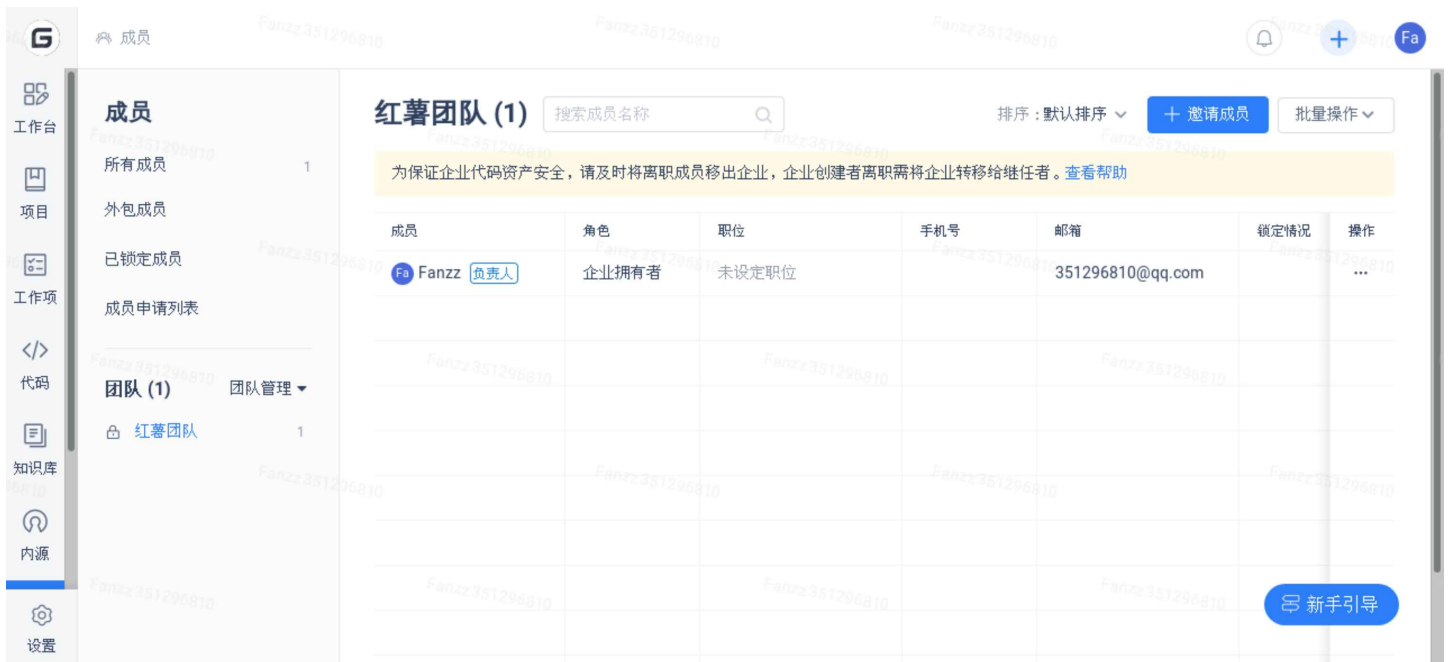 G 成员 Fa
工作台
项目
工作项
</>
代码
知识库
内源
设置
成员
所有成员 1
外包成员
已锁定成员
成员申请列表
团队 (1) 团队管理
红薯团队 1
红薯团队 (1) 搜索成员名称 排序：默认排序 + 邀请成员 批量操作
为保证企业代码资产安全，请及时将离职成员移出企业，企业创建者离职需将企业转移给继任者。查看帮助
成员 角色 职位 手机号 邮箱 锁定情况 操作
Fa Fanzz 负责人 企业拥有者 未设定职位 351296810@qq.com ...
新手引导
Fanzz 351296810